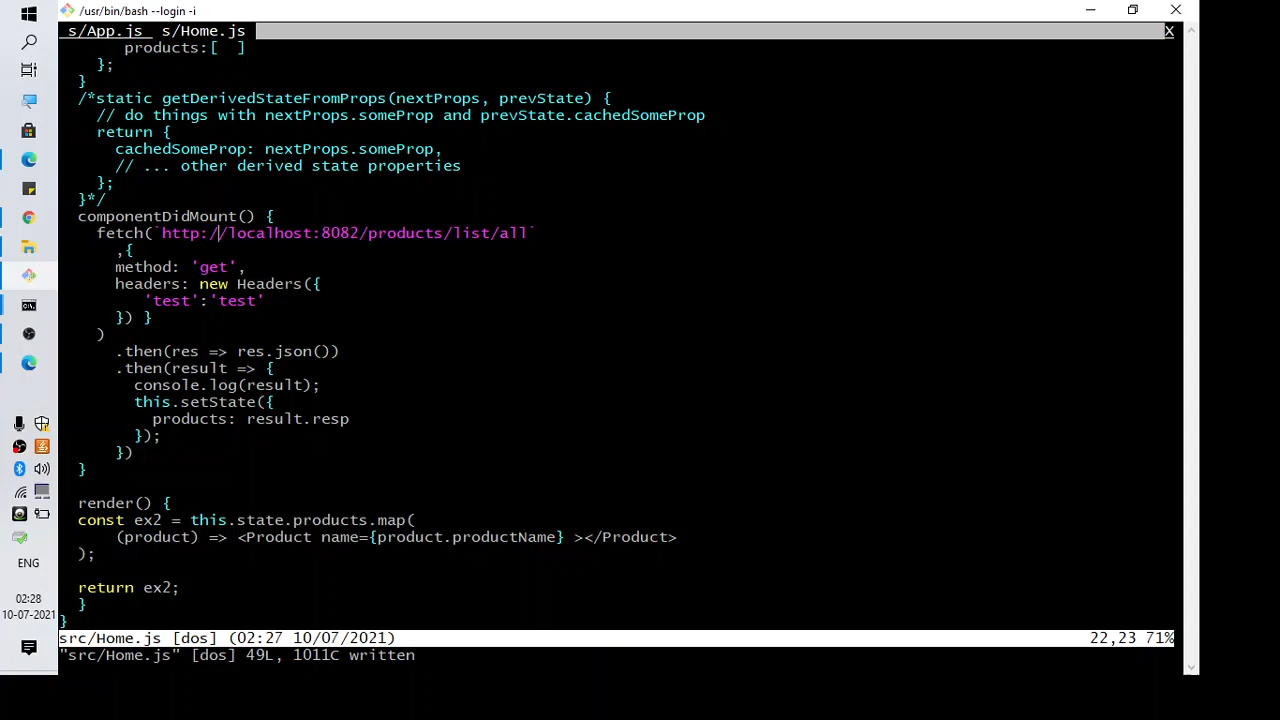 /usr/bin/bash --login -i
s/App.js  s/Home.js X
products:[  ]
};
}
/*static getDerivedStateFromProps(nextProps, prevState) {
// do things with nextProps.someProp and prevState.cachedSomeProp
return {
cachedSomeProp: nextProps.someProp,
// ... other derived state properties
};
}*/
componentDidMount() {
fetch(`http://localhost:8082/products/list/all`
,{
method: 'get',
headers: new Headers({
'test':'test'
}) }
)
.then(res => res.json())
.then(result => {
console.log(result);
this.setState({
products: result.resp
});
})
}
render() {
const ex2 = this.state.products.map(
(product) => <Product name={product.productName} ></Product>
);
return ex2;
}
}
src/Home.js [dos] (02:27 10/07/2021) 22,23 71%
"src/Home.js" [dos] 49L, 1011C written
ENG
02:28
10-07-2021